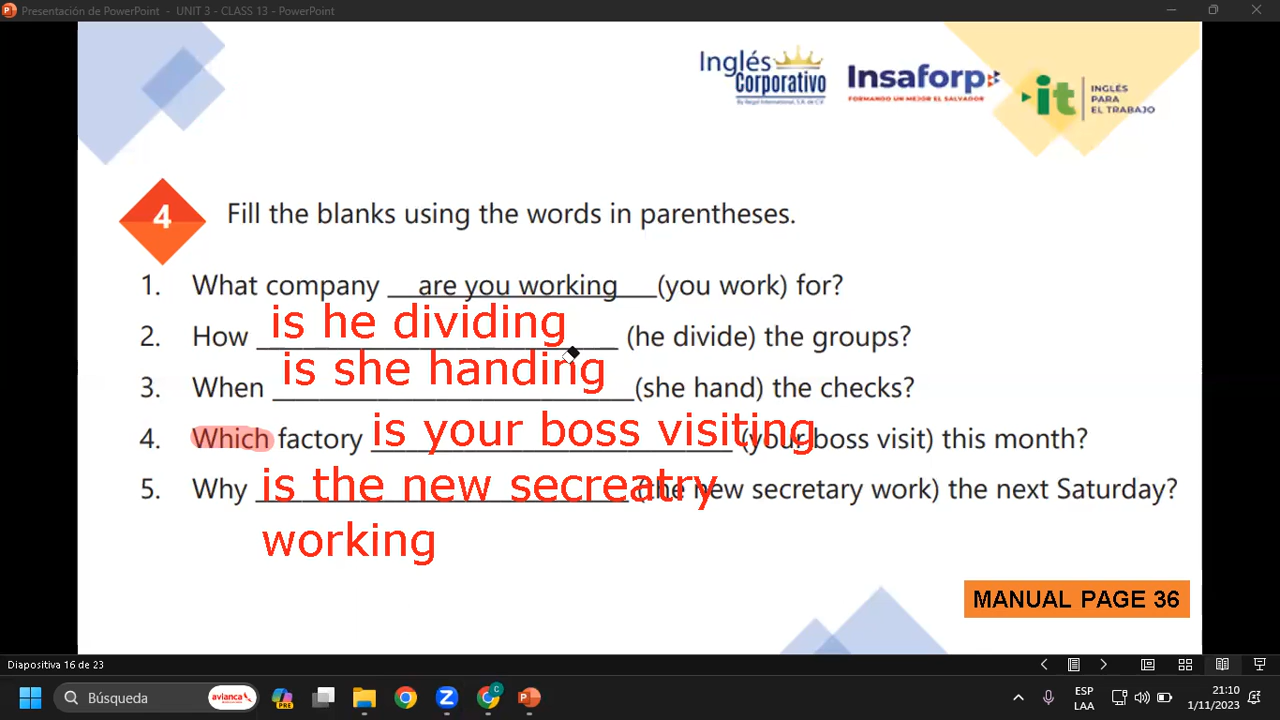 Presentación de PowerPoint - UNIT 3 - CLASS 13 - PowerPoint
Inglés
Corporativo
By Regal International, S.A. de C.V.
Insaforp
FORMANDO UN MEJOR EL SALVADOR
it
INGLÉS
PARA
EL TRABAJO
4 Fill the blanks using the words in parentheses.
1. What company are you working (you work) for?
2. How is he dividing (he divide) the groups?
3. When is she handing (she hand) the checks?
4. Which factory is your boss visiting (your boss visit) this month?
5. Why is the new secreatry (the new secretary work) the next Saturday?
working
MANUAL PAGE 36
Diapositiva 16 de 23
Búsqueda
avianca
PRE
C
ESP
LAA
21:10
1/11/2023